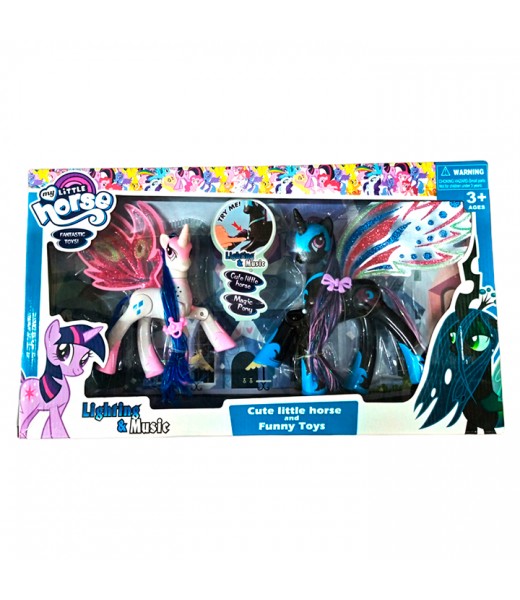 my LITTLE
horse
FANTASTIC
TOYS!
TRY ME!
Lighting
& Music
Cute little
horse
Magic
Pony
WARNING
3+
AGES
Lighting
& Music
Cute little horse
and
Funny Toys